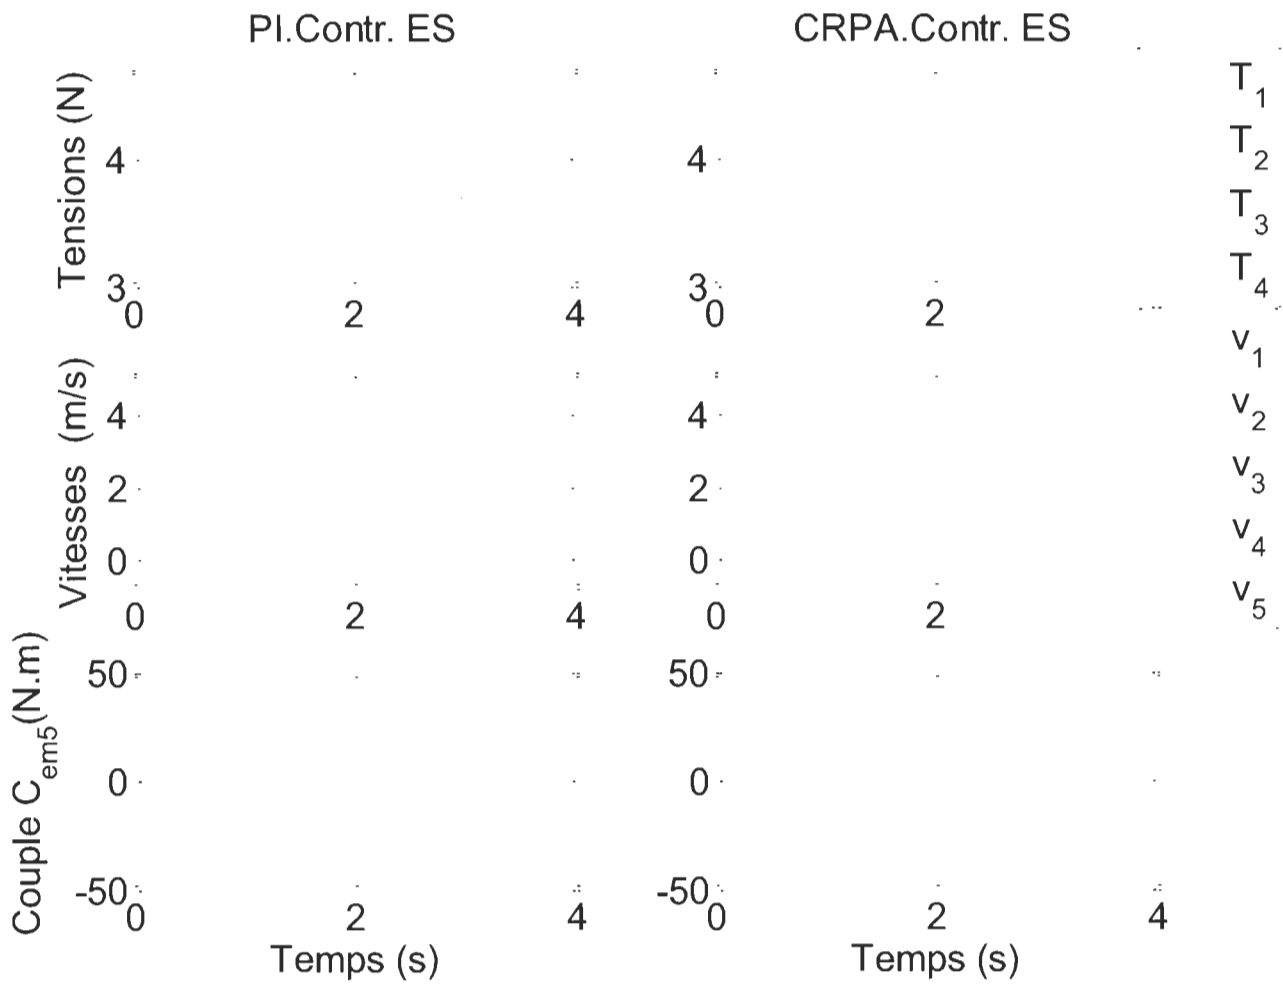 PI.Contr. ES
CRPA.Contr. ES
Tensions (N)
4
3
0 2 4
4
3
0 2
T1
T2
T3
T4
Vitesses (m/s)
4
2
0
0 2 4
4
2
0
0 2
v1
v2
v3
v4
v5
Couple Cem5(N.m)
50
0
-50
0 2 4
Temps (s)
50
0
-50
0 2 4
Temps (s)